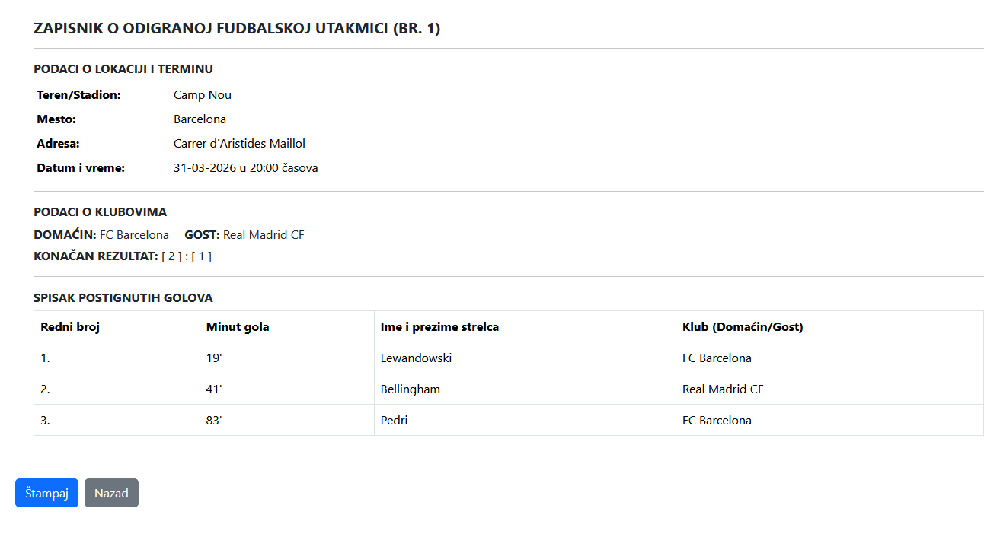 ZAPISNIK O ODIGRANOJ FUDBALSKOJ UTAKMICI (BR. 1)
PODACI O LOKACIJI I TERMINU
Teren/Stadion: Camp Nou
Mesto: Barcelona
Adresa: Carrer d'Aristides Maillol
Datum i vreme: 31-03-2026 u 20:00 časova
PODACI O KLUBOVIMA
DOMAĆIN: FC Barcelona GOST: Real Madrid CF
KONAČAN REZULTAT: [ 2 ] : [ 1 ]
SPISAK POSTIGNUTIH GOLOVA
Redni broj Minut gola Ime i prezime strelca Klub (Domaćin/Gost)
1. 19' Lewandowski FC Barcelona
2. 41' Bellingham Real Madrid CF
3. 83' Pedri FC Barcelona
Štampaj Nazad